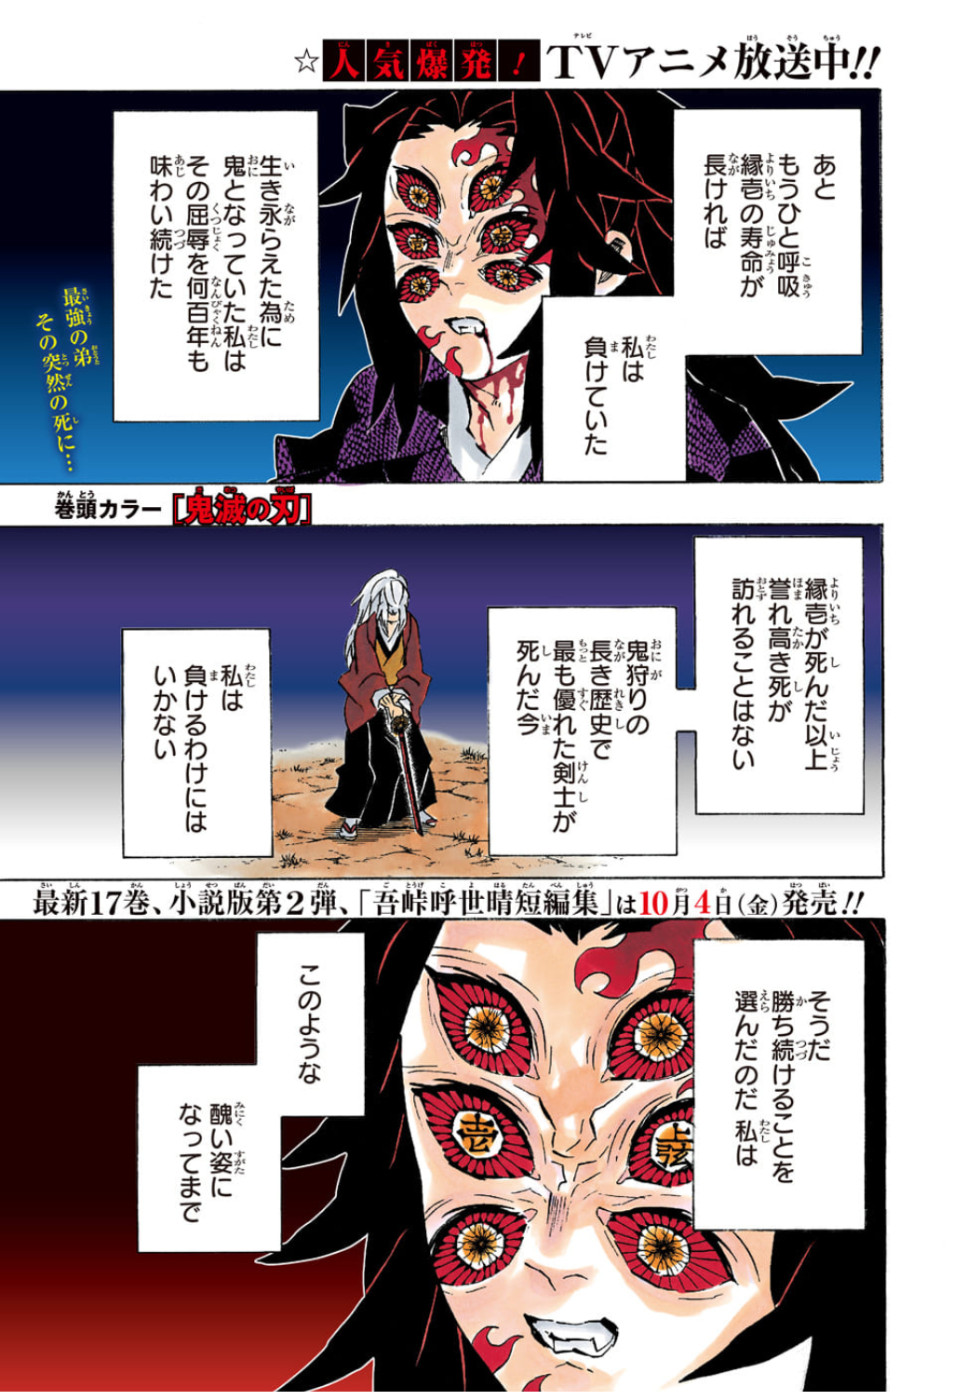 ☆人気爆発！TVアニメ放送中!!
あと
もうひと呼吸
縁壱の寿命が
長ければ
私は
負けていた
生き永らえた為に
鬼となっていた私は
その屈辱を何百年も
味わい続けた
最強の弟
その突然の死に…
巻頭カラー［鬼滅の刃］
縁壱が死んだ以上
誉れ高き死が
訪れることはない
鬼狩りの
長き歴史で
最も優れた剣士が
死んだ今
私は
負けるわけには
いかない
最新17巻、小説版第2弾、「吾峠呼世晴短編集」は10月4日（金）発売!!
そうだ
勝ち続けることを
選んだのだ 私は
上弦
壱
このような
醜い姿に
なってまで